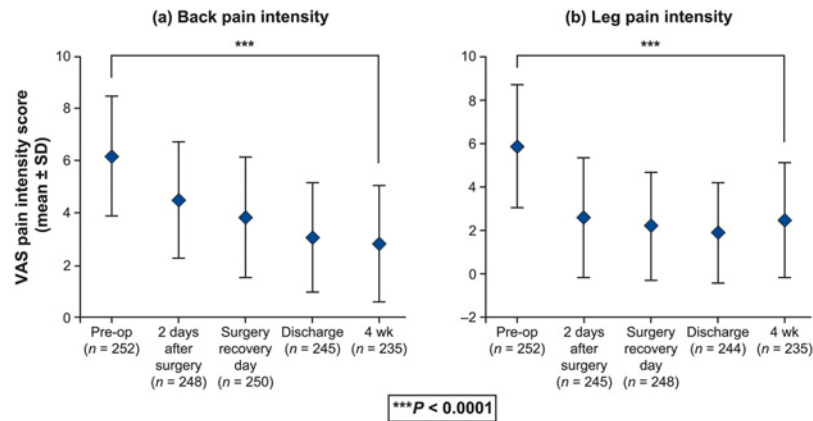 (a) Back pain intensity
***
VAS pain intensity score
(mean ± SD)
10
8
6
4
2
0
Pre-op
(n = 252)
2 days
after
surgery
(n = 248)
Surgery
recovery
day
(n = 250)
Discharge
(n = 245)
4 wk
(n = 235)
(b) Leg pain intensity
***
10
8
6
4
2
0
–2
Pre-op
(n = 252)
2 days
after
surgery
(n = 245)
Surgery
recovery
day
(n = 248)
Discharge
(n = 244)
4 wk
(n = 235)
***P < 0.0001